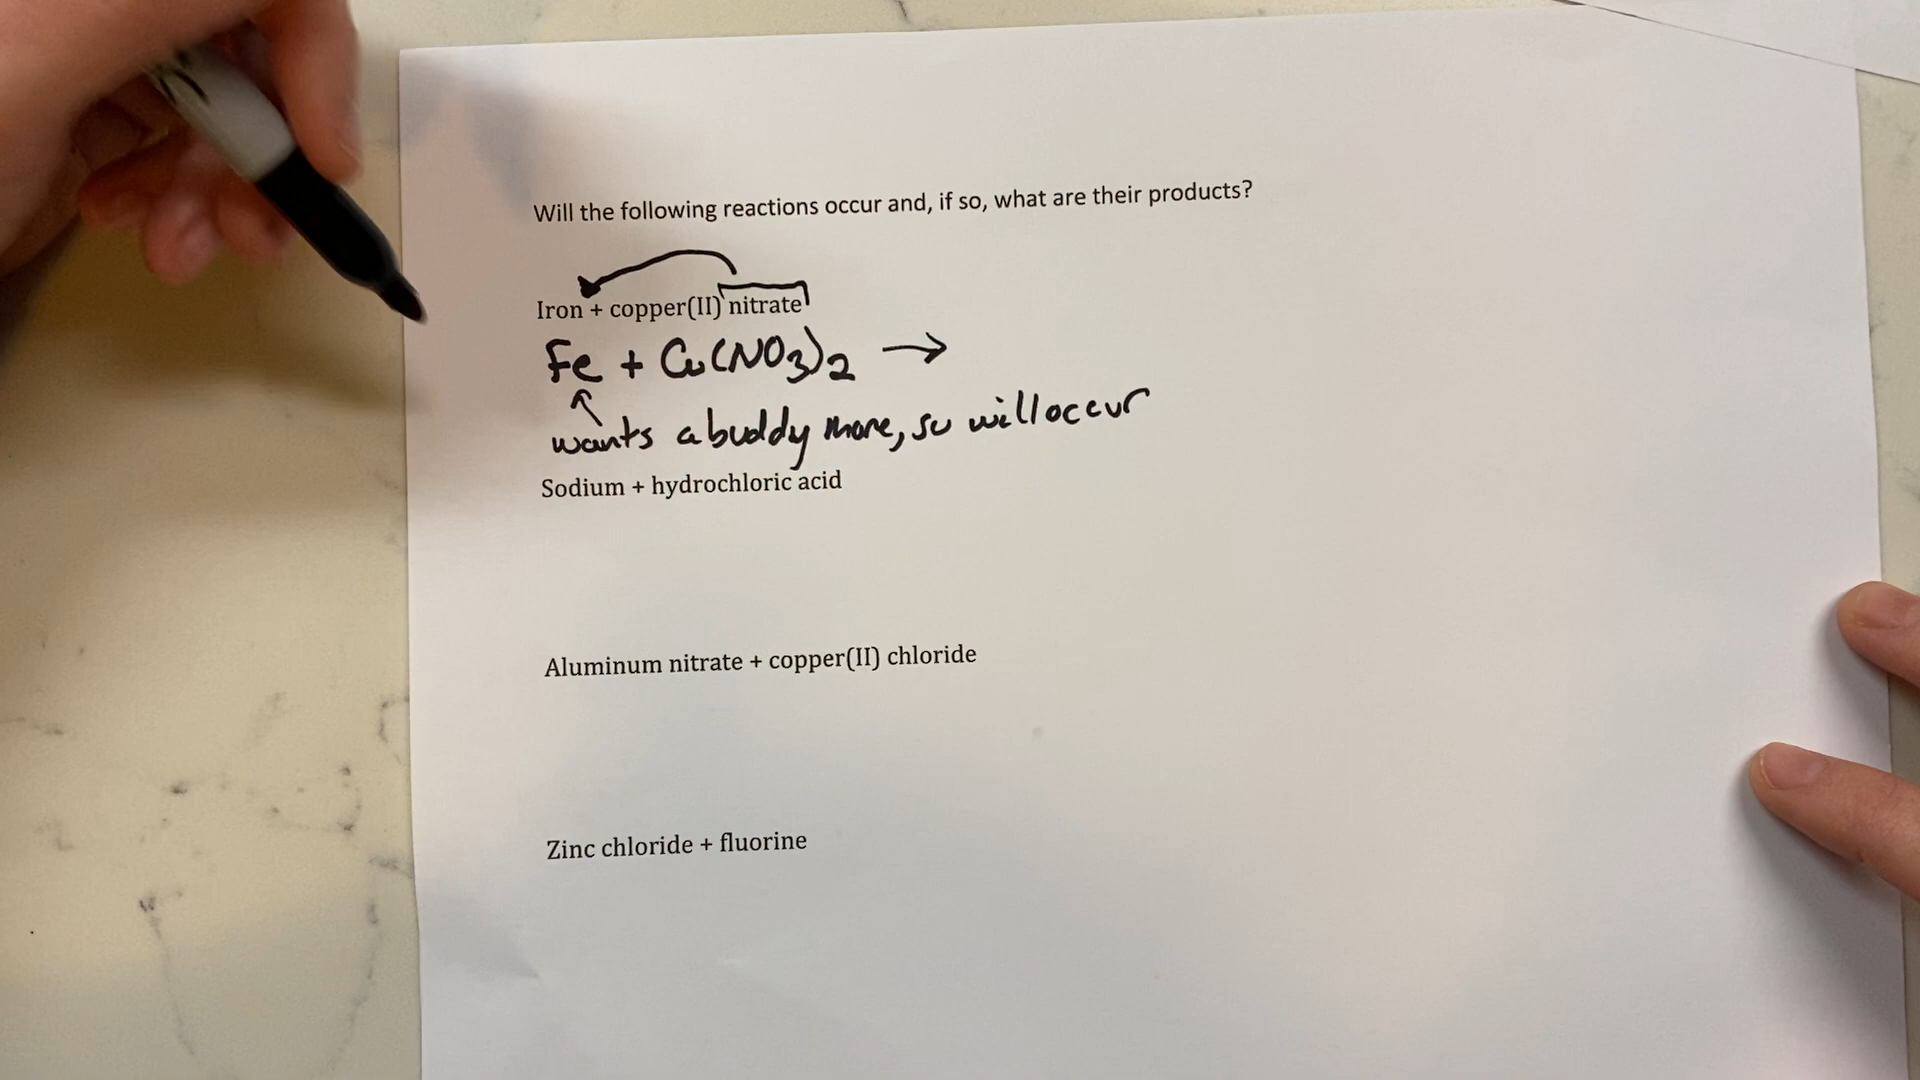 Will the following reactions occur and, if so, what are their products?
Iron + copper(II) nitrate
Fe + Cu(NO3)2 →
wants a buddy more, so will occur
Sodium + hydrochloric acid
Aluminum nitrate + copper(II) chloride
Zinc chloride + fluorine